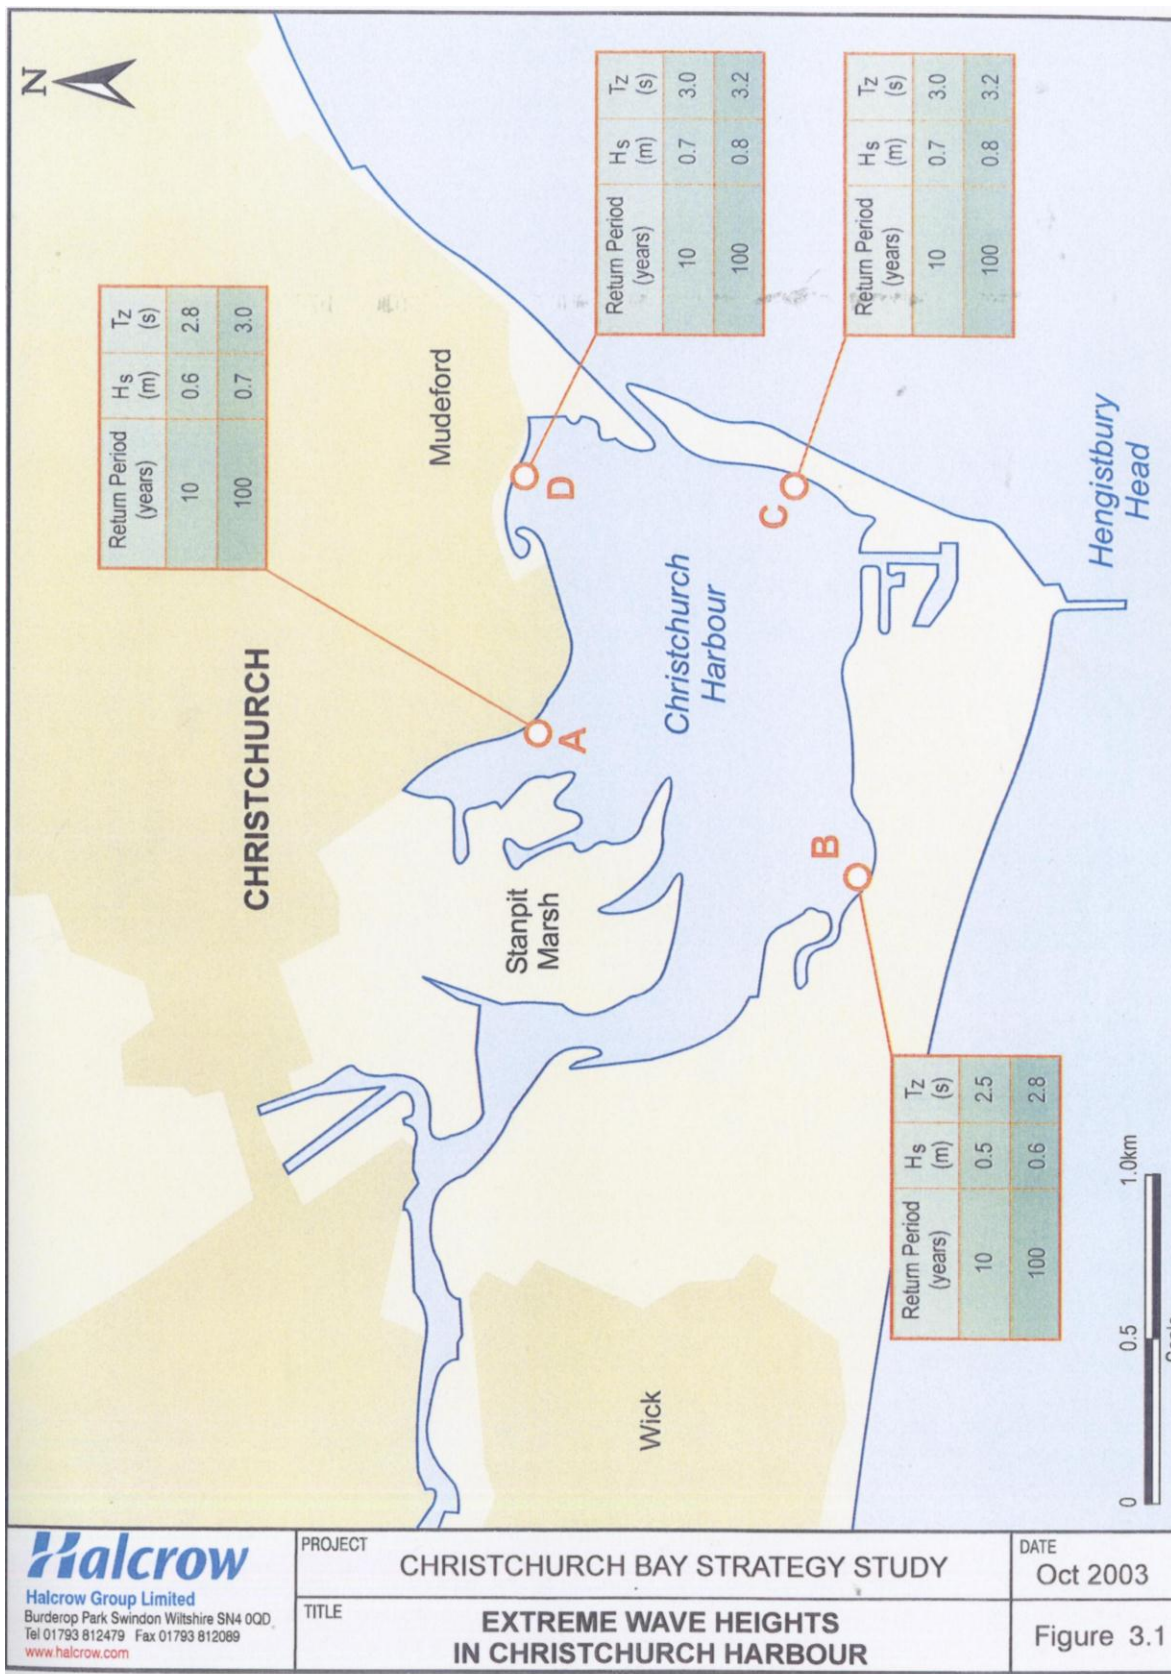 N
Return Period Hs Tz
(years) (m) (s)
10 0.6 2.8
100 0.7 3.0
Return Period Hs Tz
(years) (m) (s)
10 0.7 3.0
100 0.8 3.2
Return Period Hs Tz
(years) (m) (s)
10 0.7 3.0
100 0.8 3.2
Return Period Hs Tz
(years) (m) (s)
10 0.5 2.5
100 0.6 2.8
CHRISTCHURCH
Mudeford
Stanpit
Marsh
A
D
Christchurch
Harbour
C
B
Wick
Hengistbury
Head
0 0.5 1.0km
Halcrow
Halcrow Group Limited
Burderop Park Swindon Wiltshire SN4 0QD
Tel 01793 812479 Fax 01793 812089
www.halcrow.com
PROJECT
CHRISTCHURCH BAY STRATEGY STUDY
DATE
Oct 2003
TITLE
EXTREME WAVE HEIGHTS
IN CHRISTCHURCH HARBOUR
Figure 3.1